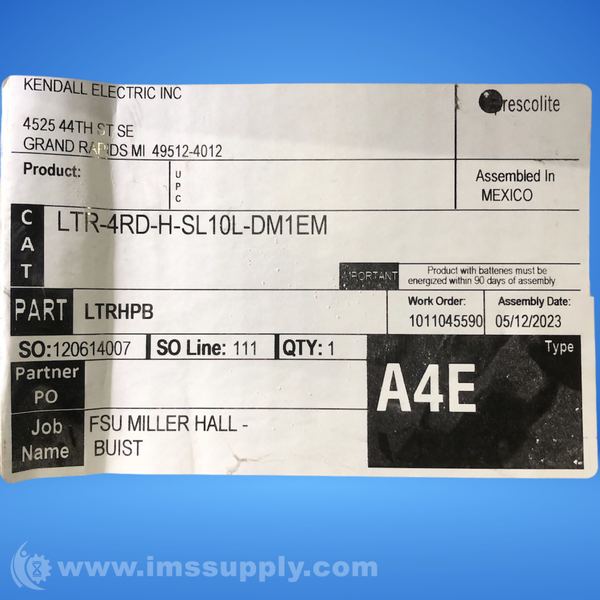 KENDALL ELECTRIC INC
prescolite
4525 44TH ST SE
GRAND RAPIDS MI 49512-4012
Product:
UPC
Assembled In
MEXICO
CAT
LTR-4RD-H-SL10L-DM1EM
IMPORTANT
Product with batteries must be
energized within 90 days of assembly
PART LTRHPB
Work Order:
1011045590
Assembly Date:
05/12/2023
SO:120614007 SO Line: 111 QTY: 1
Type
A4E
Partner
PO
Job
Name
FSU MILLER HALL -
BUIST
www.imssupply.com